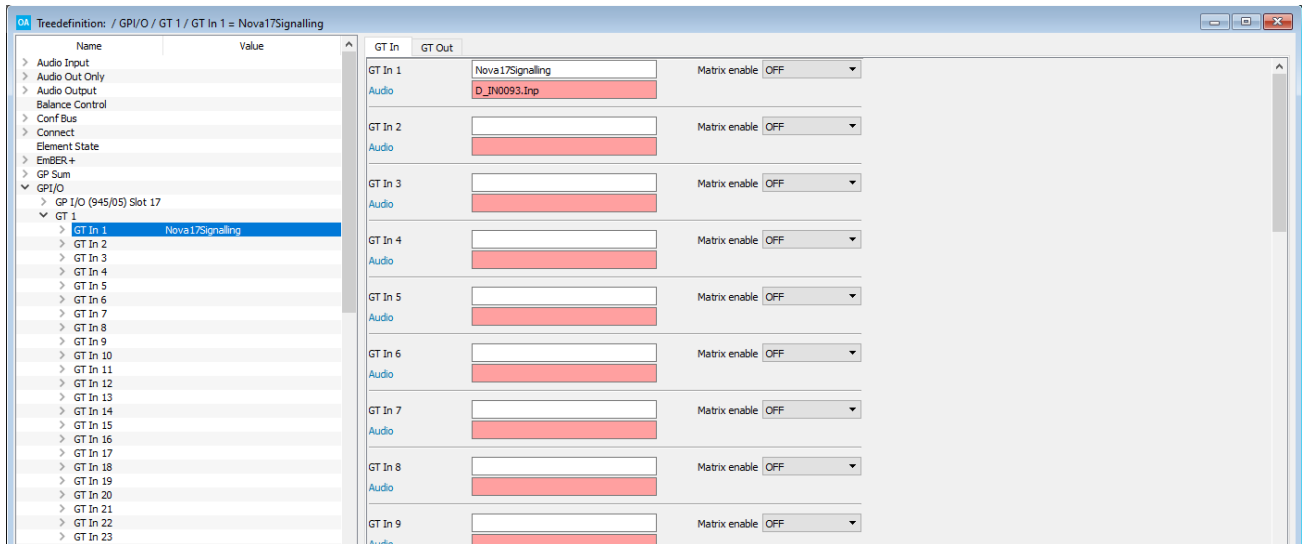 OA Treedefinition: / GPI/O / GT 1 / GT In 1 = Nova17Signalling
Name Value
Audio Input
Audio Out Only
Audio Output
Balance Control
Conf Bus
Connect
Element State
EmBER+
GP Sum
GPI/O
GP I/O (945/05) Slot 17
GT 1
GT In 1 Nova17Signalling
GT In 2
GT In 3
GT In 4
GT In 5
GT In 6
GT In 7
GT In 8
GT In 9
GT In 10
GT In 11
GT In 12
GT In 13
GT In 14
GT In 15
GT In 16
GT In 17
GT In 18
GT In 19
GT In 20
GT In 21
GT In 22
GT In 23
GT In GT Out
GT In 1 Nova17Signalling Matrix enable OFF
Audio D_IN0093.Inp
GT In 2 Matrix enable OFF
Audio
GT In 3 Matrix enable OFF
Audio
GT In 4 Matrix enable OFF
Audio
GT In 5 Matrix enable OFF
Audio
GT In 6 Matrix enable OFF
Audio
GT In 7 Matrix enable OFF
Audio
GT In 8 Matrix enable OFF
Audio
GT In 9 Matrix enable OFF
Audio